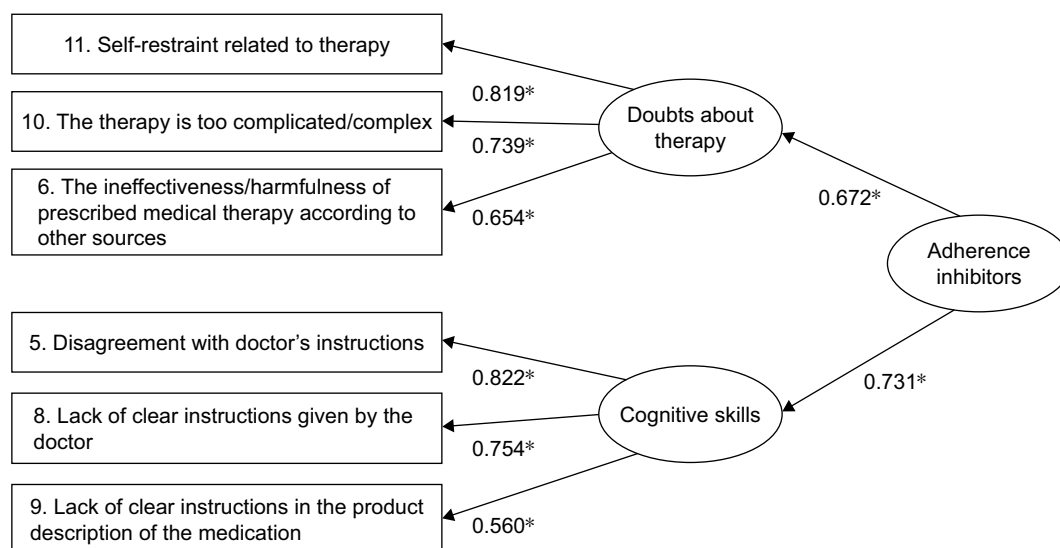 11. Self-restraint related to therapy
0.819*
10. The therapy is too complicated/complex
0.739*
6. The ineffectiveness/harmfulness of
prescribed medical therapy according to
other sources
0.654*
Doubts about
therapy
0.672*
Adherence
inhibitors
5. Disagreement with doctor’s instructions
0.822*
8. Lack of clear instructions given by the
doctor
0.754*
9. Lack of clear instructions in the product
description of the medication
0.560*
Cognitive skills
0.731*